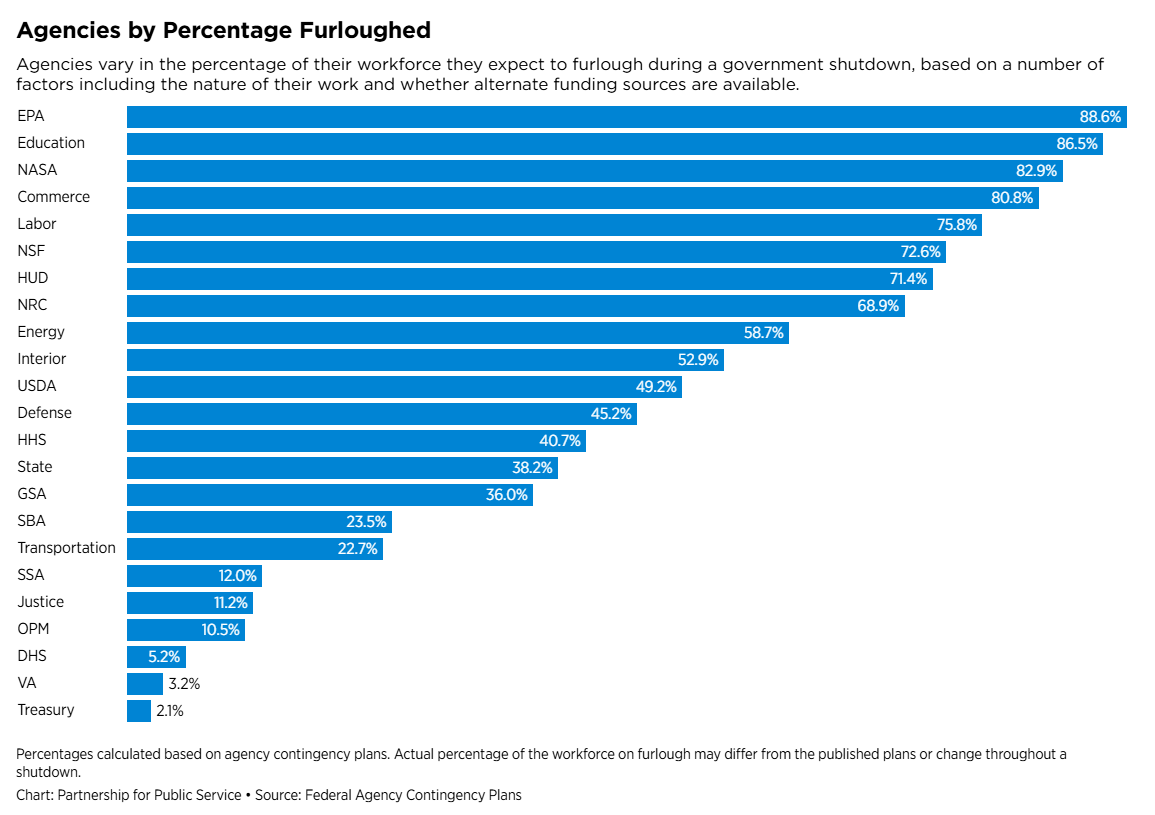 Agencies by Percentage Furloughed
Agencies vary in the percentage of their workforce they expect to furlough during a government shutdown, based on a number of
factors including the nature of their work and whether alternate funding sources are available.
EPA 88.6%
Education 86.5%
NASA 82.9%
Commerce 80.8%
Labor 75.8%
NSF 72.6%
HUD 71.4%
NRC 68.9%
Energy 58.7%
Interior 52.9%
USDA 49.2%
Defense 45.2%
HHS 40.7%
State 38.2%
GSA 36.0%
SBA 23.5%
Transportation 22.7%
SSA 12.0%
Justice 11.2%
OPM 10.5%
DHS 5.2%
VA 3.2%
Treasury 2.1%
Percentages calculated based on agency contingency plans. Actual percentage of the workforce on furlough may differ from the published plans or change throughout a
shutdown.
Chart: Partnership for Public Service • Source: Federal Agency Contingency Plans